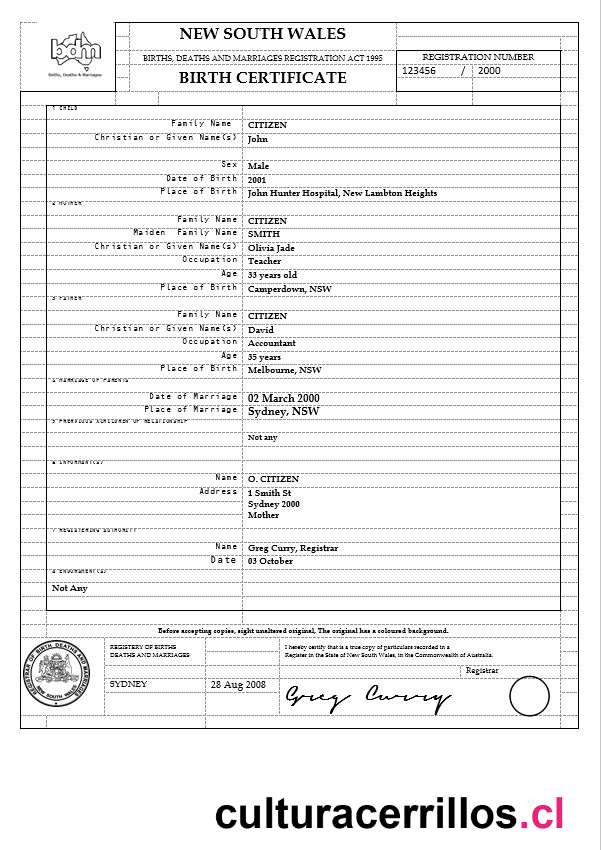 NEW SOUTH WALES
BIRTHS, DEATHS AND MARRIAGES REGISTRATION ACT 1995
BIRTH CERTIFICATE
bdm
Births, Deaths & Marriages
REGISTRATION NUMBER
123456 / 2000
1 CHILD
Family Name CITIZEN
Christian or Given Name(s) John
Sex Male
Date of Birth 2001
Place of Birth John Hunter Hospital, New Lambton Heights
2 MOTHER
Family Name CITIZEN
Maiden Family Name SMITH
Christian or Given Name(s) Olivia Jade
Occupation Teacher
Age 33 years old
Place of Birth Camperdown, NSW
3 FATHER
Family Name CITIZEN
Christian or Given Name(s) David
Occupation Accountant
Age 35 years
Place of Birth Melbourne, NSW
4 MARRIAGE OF PARENTS
Date of Marriage 02 March 2000
Place of Marriage Sydney, NSW
OF RELATIONSHIP
Not any
6 INFORMANT(S)
Name O. CITIZEN
Address 1 Smith St
Sydney 2000
Mother
7 REGISTERING AUTHORITY
Name Greg Curry, Registrar
Date 03 October
Not Any
Before accepting copies, sight unaltered original, The original has a coloured background.
REGISTRAR OF BIRTH DEATHS AND MARRIAGES
NEW SOUTH WALES
REGISTERY OF BIRTHS
DEATHS AND MARRIAGES
I hereby certify that is a true copy of particulars recorded in a
Register in the State of New South Wales, in the Commonwealth of Australia.
Registrar
SYDNEY
28 Aug 2008
Greg Curry
culturacerrillos.cl